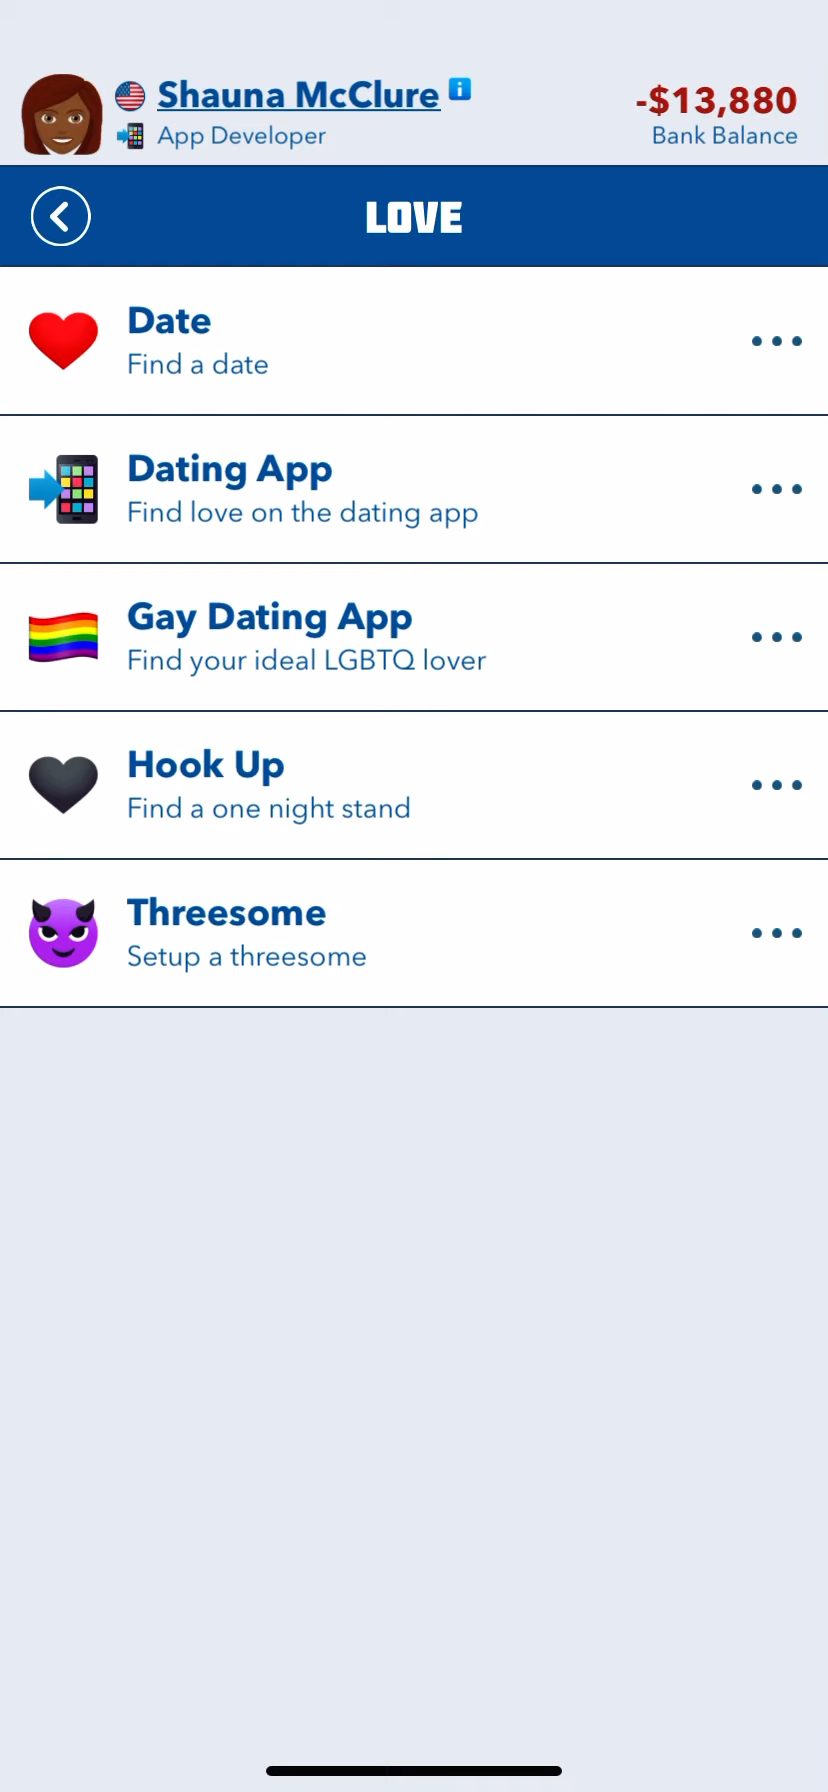 Shauna McClure i
-$13,880
App Developer
Bank Balance
LOVE
Date
Find a date
Dating App
Find love on the dating app
Gay Dating App
Find your ideal LGBTQ lover
Hook Up
Find a one night stand
Threesome
Setup a threesome